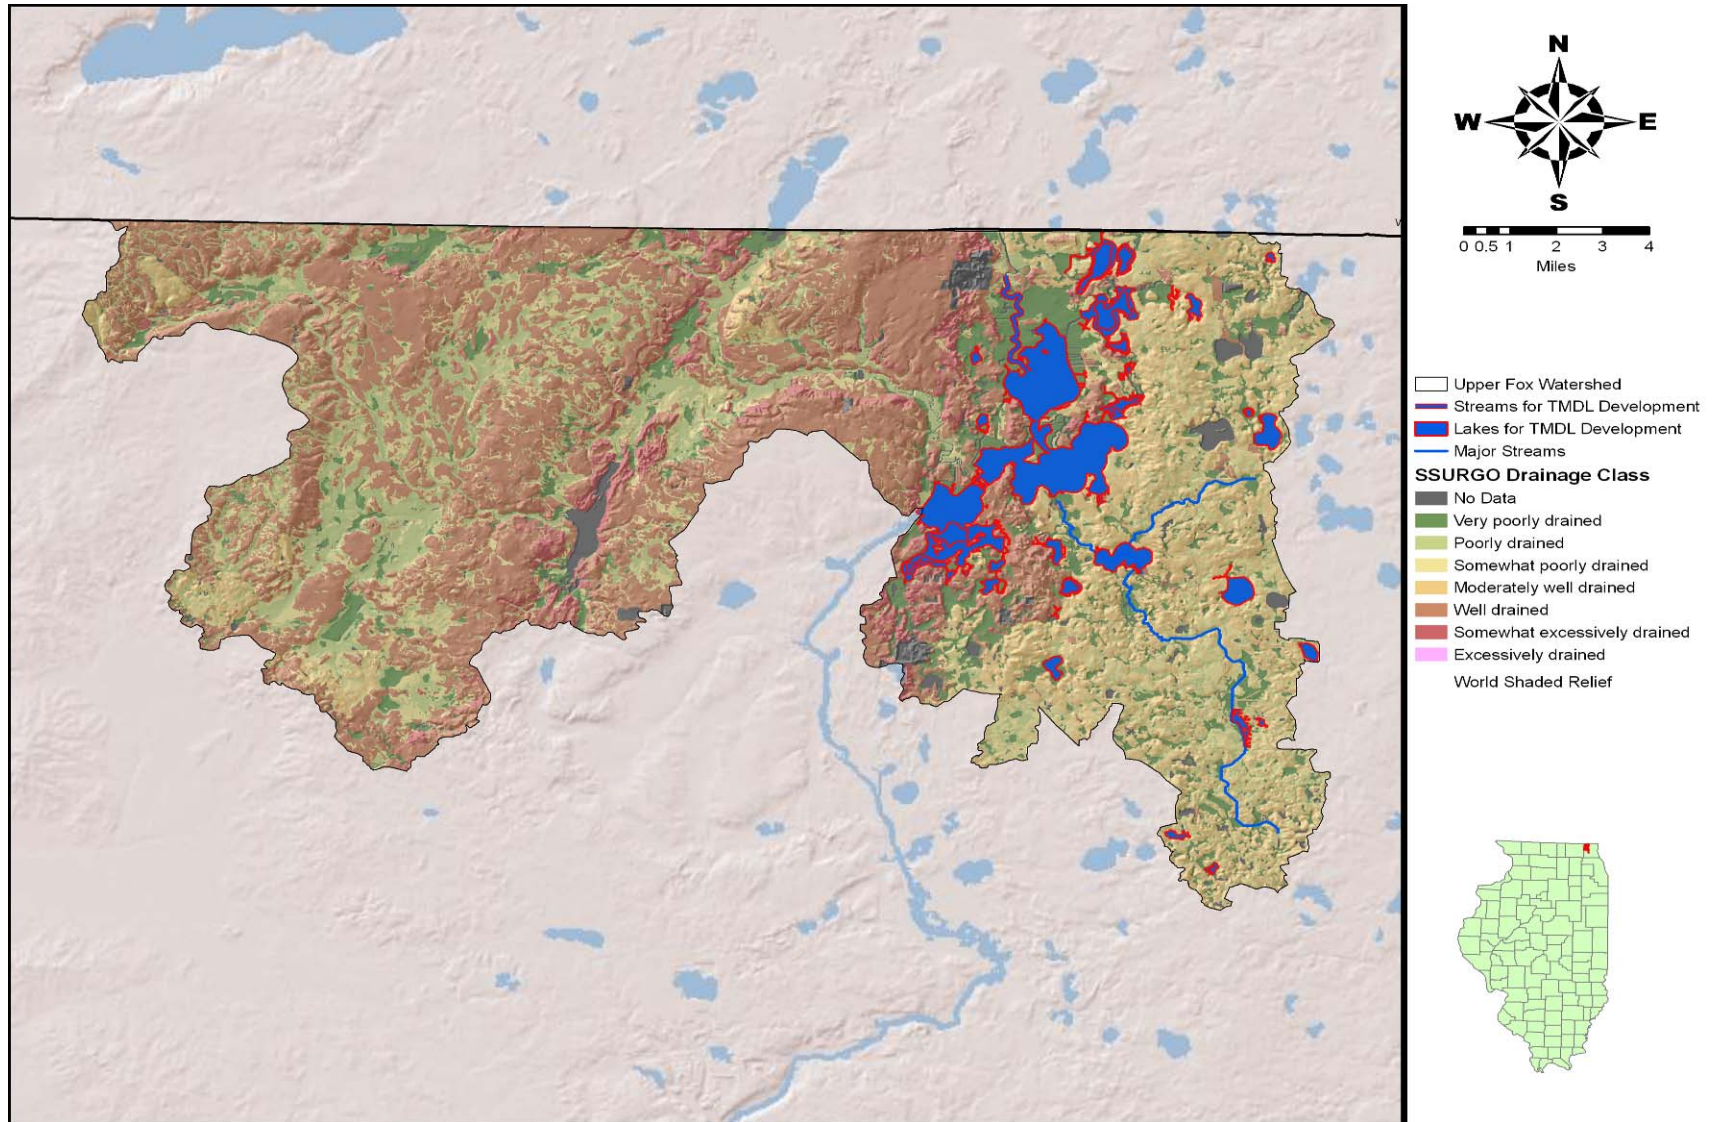 N
W E
S
0 0.5 1 2 3 4
Miles
Upper Fox Watershed
Streams for TMDL Development
Lakes for TMDL Development
Major Streams
SSURGO Drainage Class
No Data
Very poorly drained
Poorly drained
Somewhat poorly drained
Moderately well drained
Well drained
Somewhat excessively drained
Excessively drained
World Shaded Relief